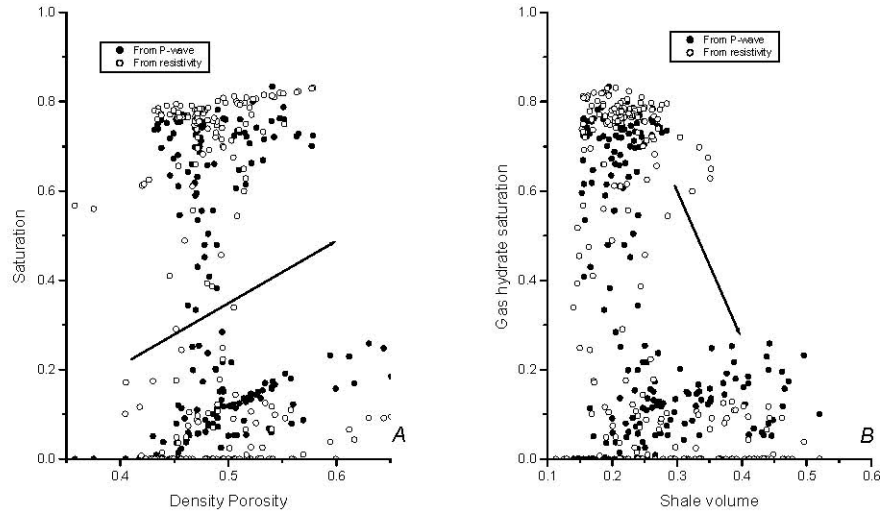 From P-wave
From resistivity
1.0
0.8
0.6
0.4
0.2
0.0
Saturation
0.4
0.5
0.6
Density Porosity
A
From P-wave
From resistivity
1.0
0.8
0.6
0.4
0.2
0.0
Gas hydrate saturation
0.1
0.2
0.3
0.4
0.5
0.6
Shale volume
B